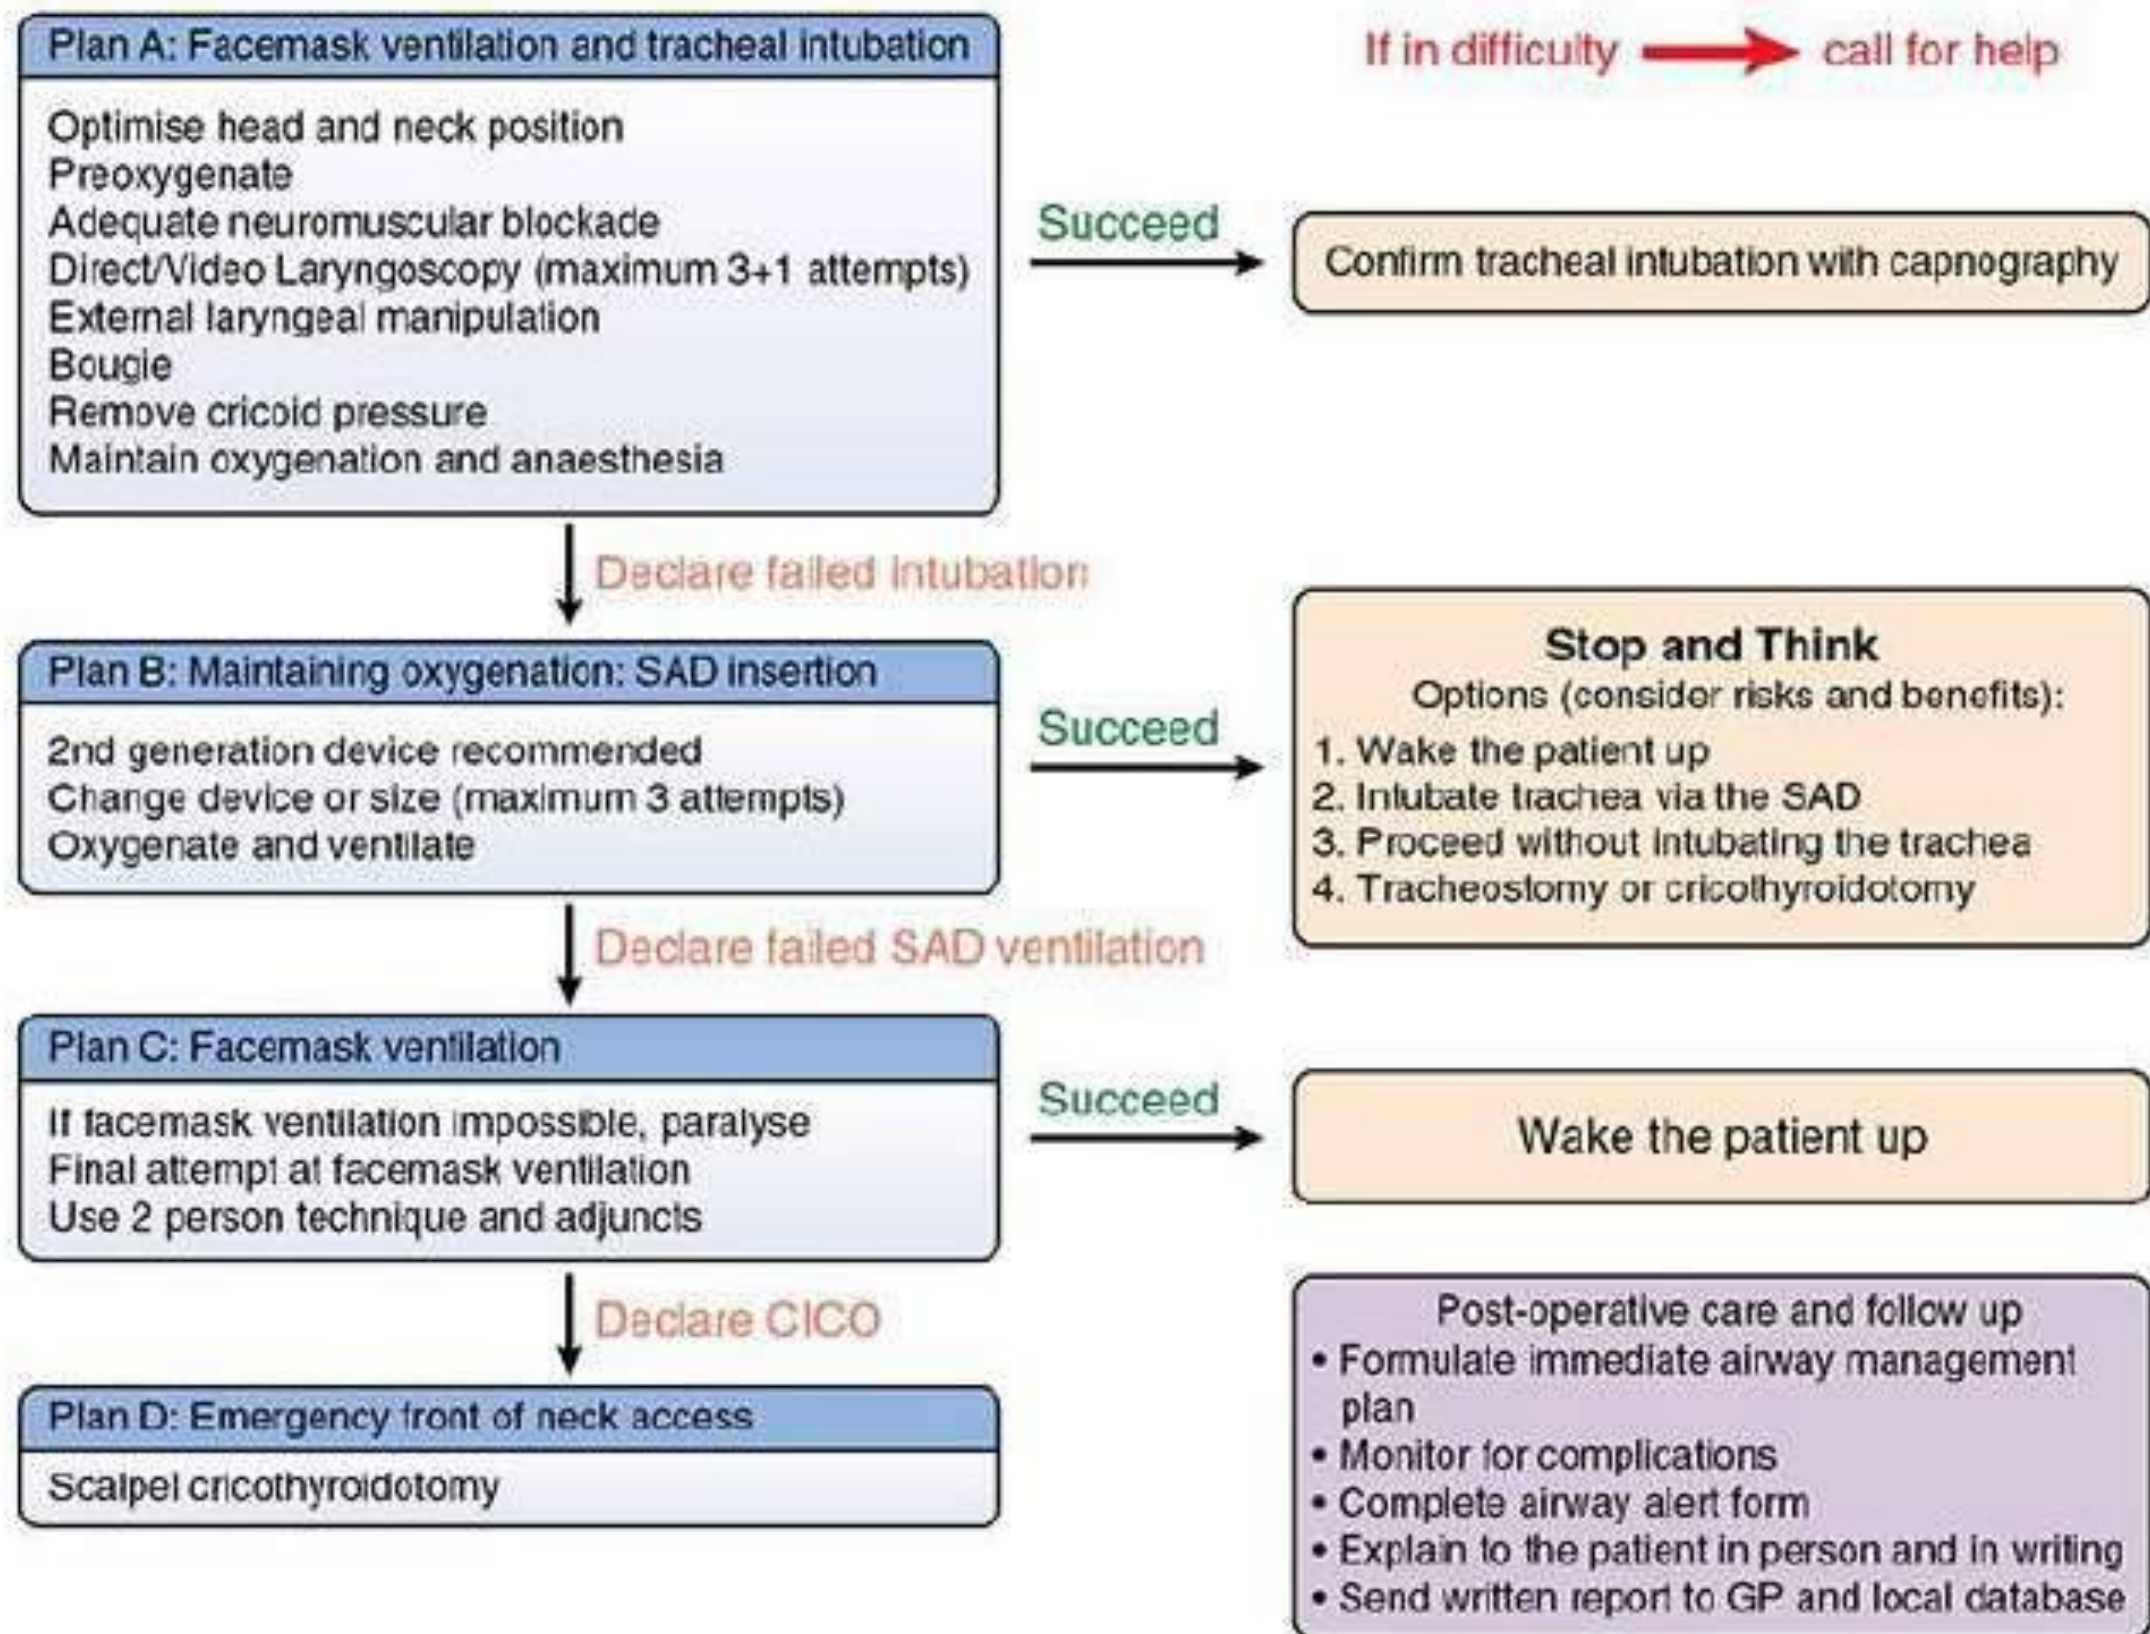 Plan A: Facemask ventilation and tracheal intubation
Optimise head and neck position
Preoxygenate
Adequate neuromuscular blockade
Direct/Video Laryngoscopy (maximum 3+1 attempts)
External laryngeal manipulation
Bougie
Remove cricoid pressure
Maintain oxygenation and anaesthesia
If in difficulty
call for help
Succeed
Confirm tracheal intubation with capnography
Declare failed intubation
Plan B: Maintaining oxygenation: SAD insertion
2nd generation device recommended
Change device or size (maximum 3 attempts)
Oxygenate and ventilate
Succeed
Stop and Think
Options (consider risks and benefits):
1. Wake the patient up
2. Intubate trachea via the SAD
3. Proceed without intubating the trachea
4. Tracheostomy or cricothyroidotomy
Declare failed SAD ventilation
Plan C: Facemask ventilation
If facemask ventilation impossible, paralyse
Final attempt at facemask ventilation
Use 2 person technique and adjuncts
Succeed
Wake the patient up
Declare CICO
Plan D: Emergency front of neck access
Scalpel cricothyroidotomy
Post-operative care and follow up
• Formulate immediate airway management
plan
• Monitor for complications
• Complete airway alert form
• Explain to the patient in person and in writing
• Send written report to GP and local database